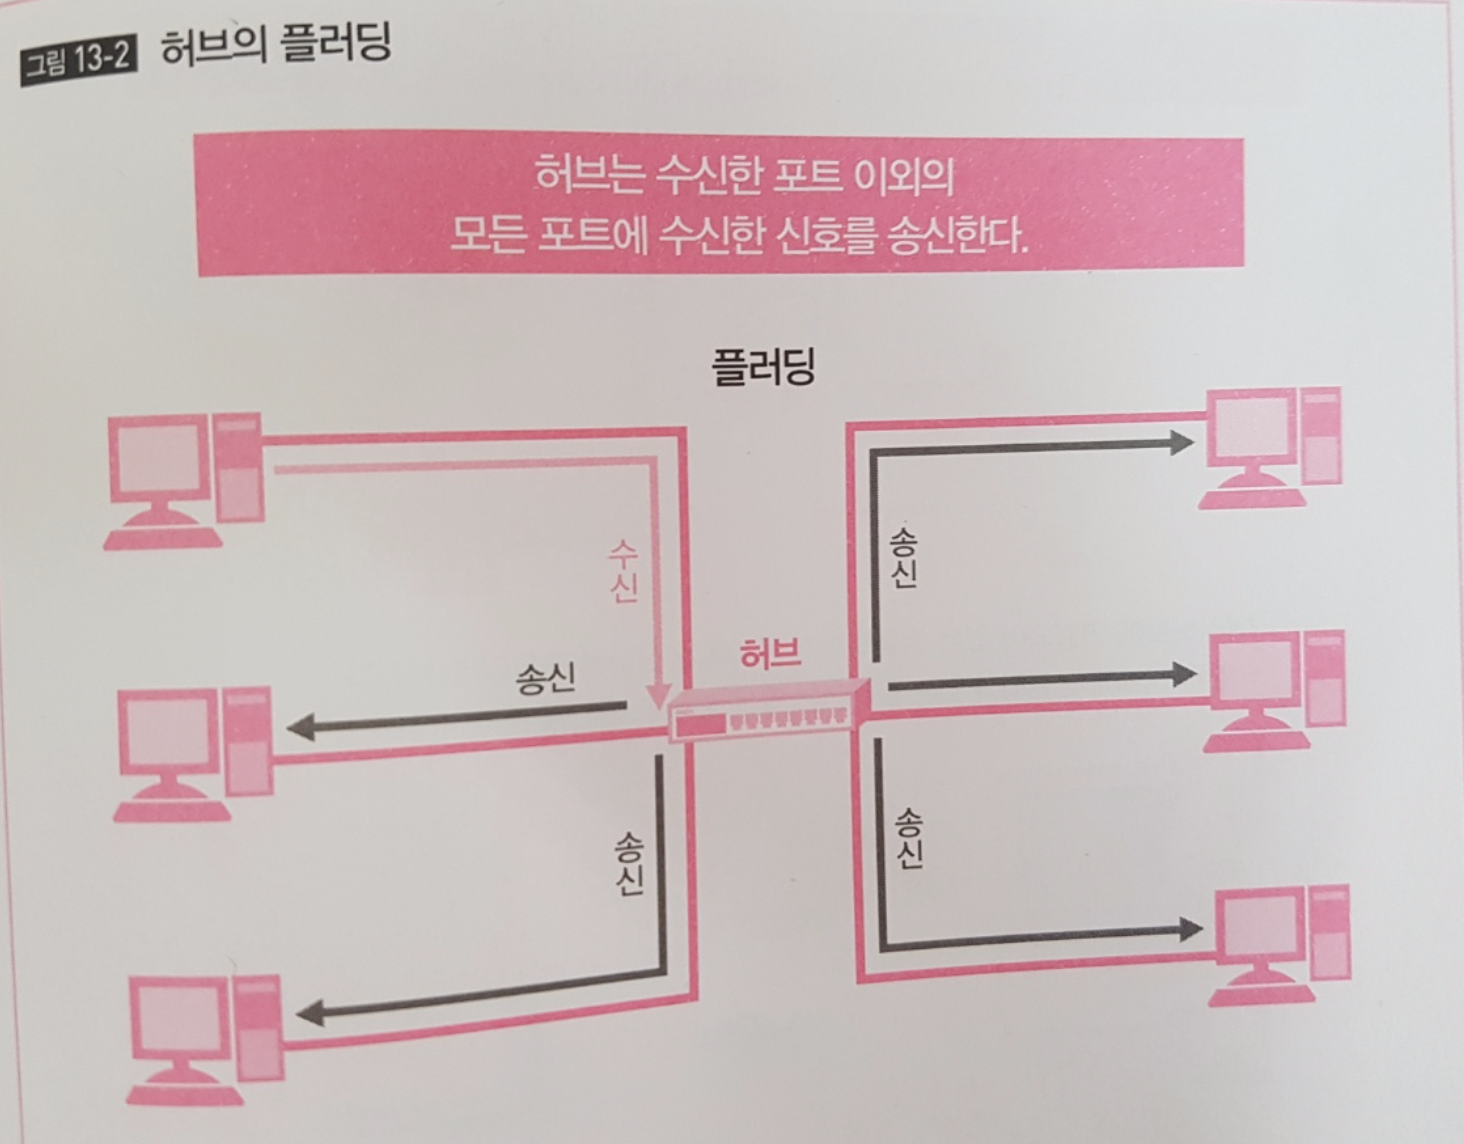 그림 13-2 허브의 플러딩
허브는 수신한 포트 이외의
모든 포트에 수신한 신호를 송신한다.
플러딩
수신
송신
허브
송신
송신
송신